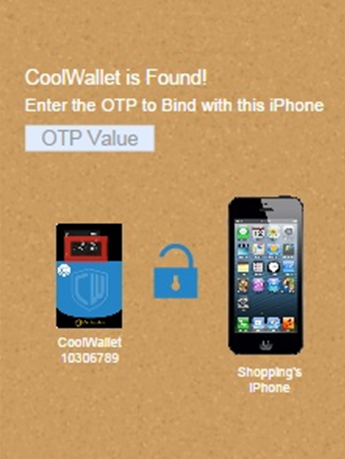 CoolWallet is Found!
Enter the OTP to Bind with this iPhone
OTP Value
CoolWallet
10306789
Shopping's
iPhone